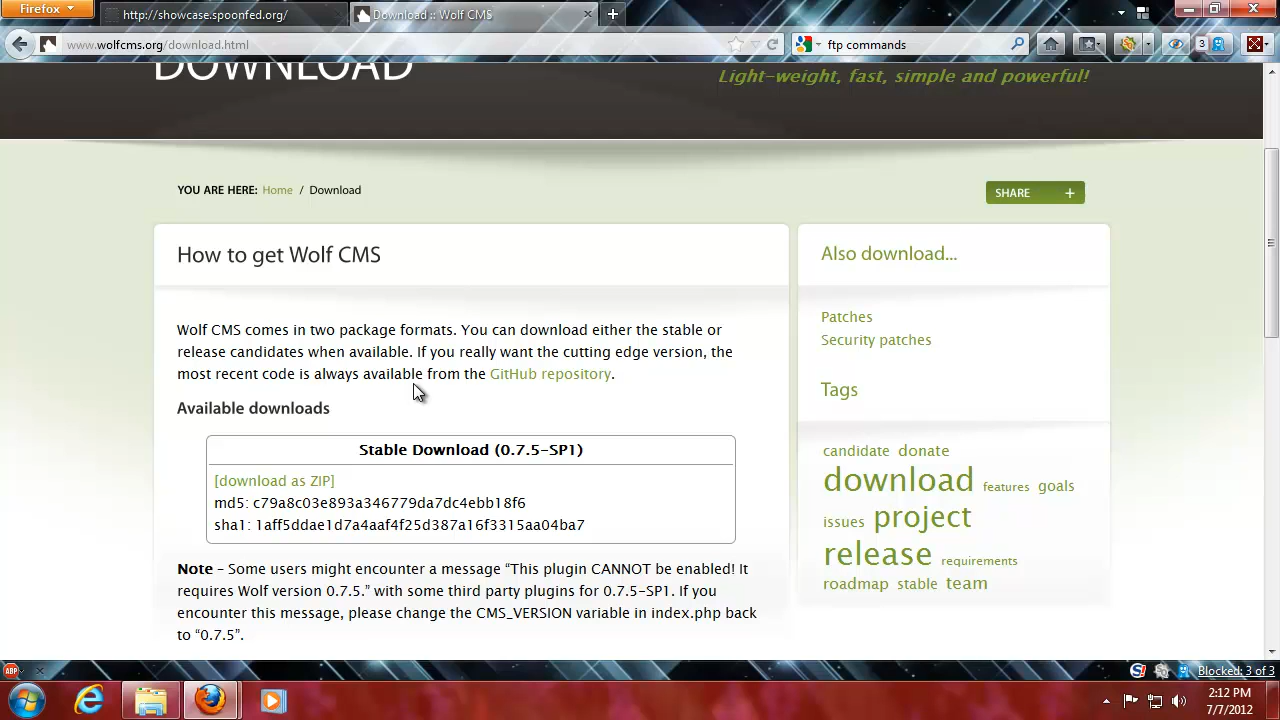 Firefox
http://showcase.spoonfed.org/
Download :: Wolf CMS
www.wolfcms.org/download.html
ftp commands
3
DOWNLOAD
Light-weight, fast, simple and powerful!
YOU ARE HERE: Home / Download
SHARE +
How to get Wolf CMS
Wolf CMS comes in two package formats. You can download either the stable or
release candidates when available. If you really want the cutting edge version, the
most recent code is always available from the GitHub repository.
Available downloads
Stable Download (0.7.5-SP1)
[download as ZIP]
md5: c79a8c03e893a346779da7dc4ebb18f6
sha1: 1aff5ddae1d7a4aaf4f25d387a16f3315aa04ba7
Note - Some users might encounter a message “This plugin CANNOT be enabled! It
requires Wolf version 0.7.5.” with some third party plugins for 0.7.5-SP1. If you
encounter this message, please change the CMS_VERSION variable in index.php back
to “0.7.5”.
Also download...
Patches
Security patches
Tags
candidate donate
download features goals
issues project
release requirements
roadmap stable team
ABP
Blocked: 3 of 3
2:12 PM
7/7/2012